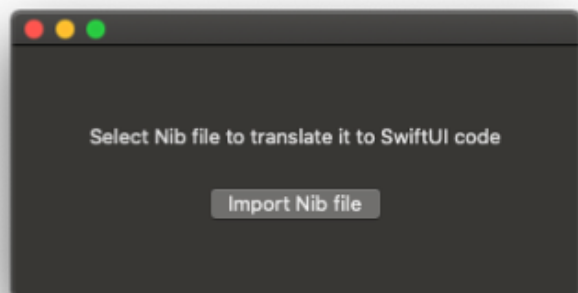 Select Nib file to translate it to SwiftUI code
Import Nib file